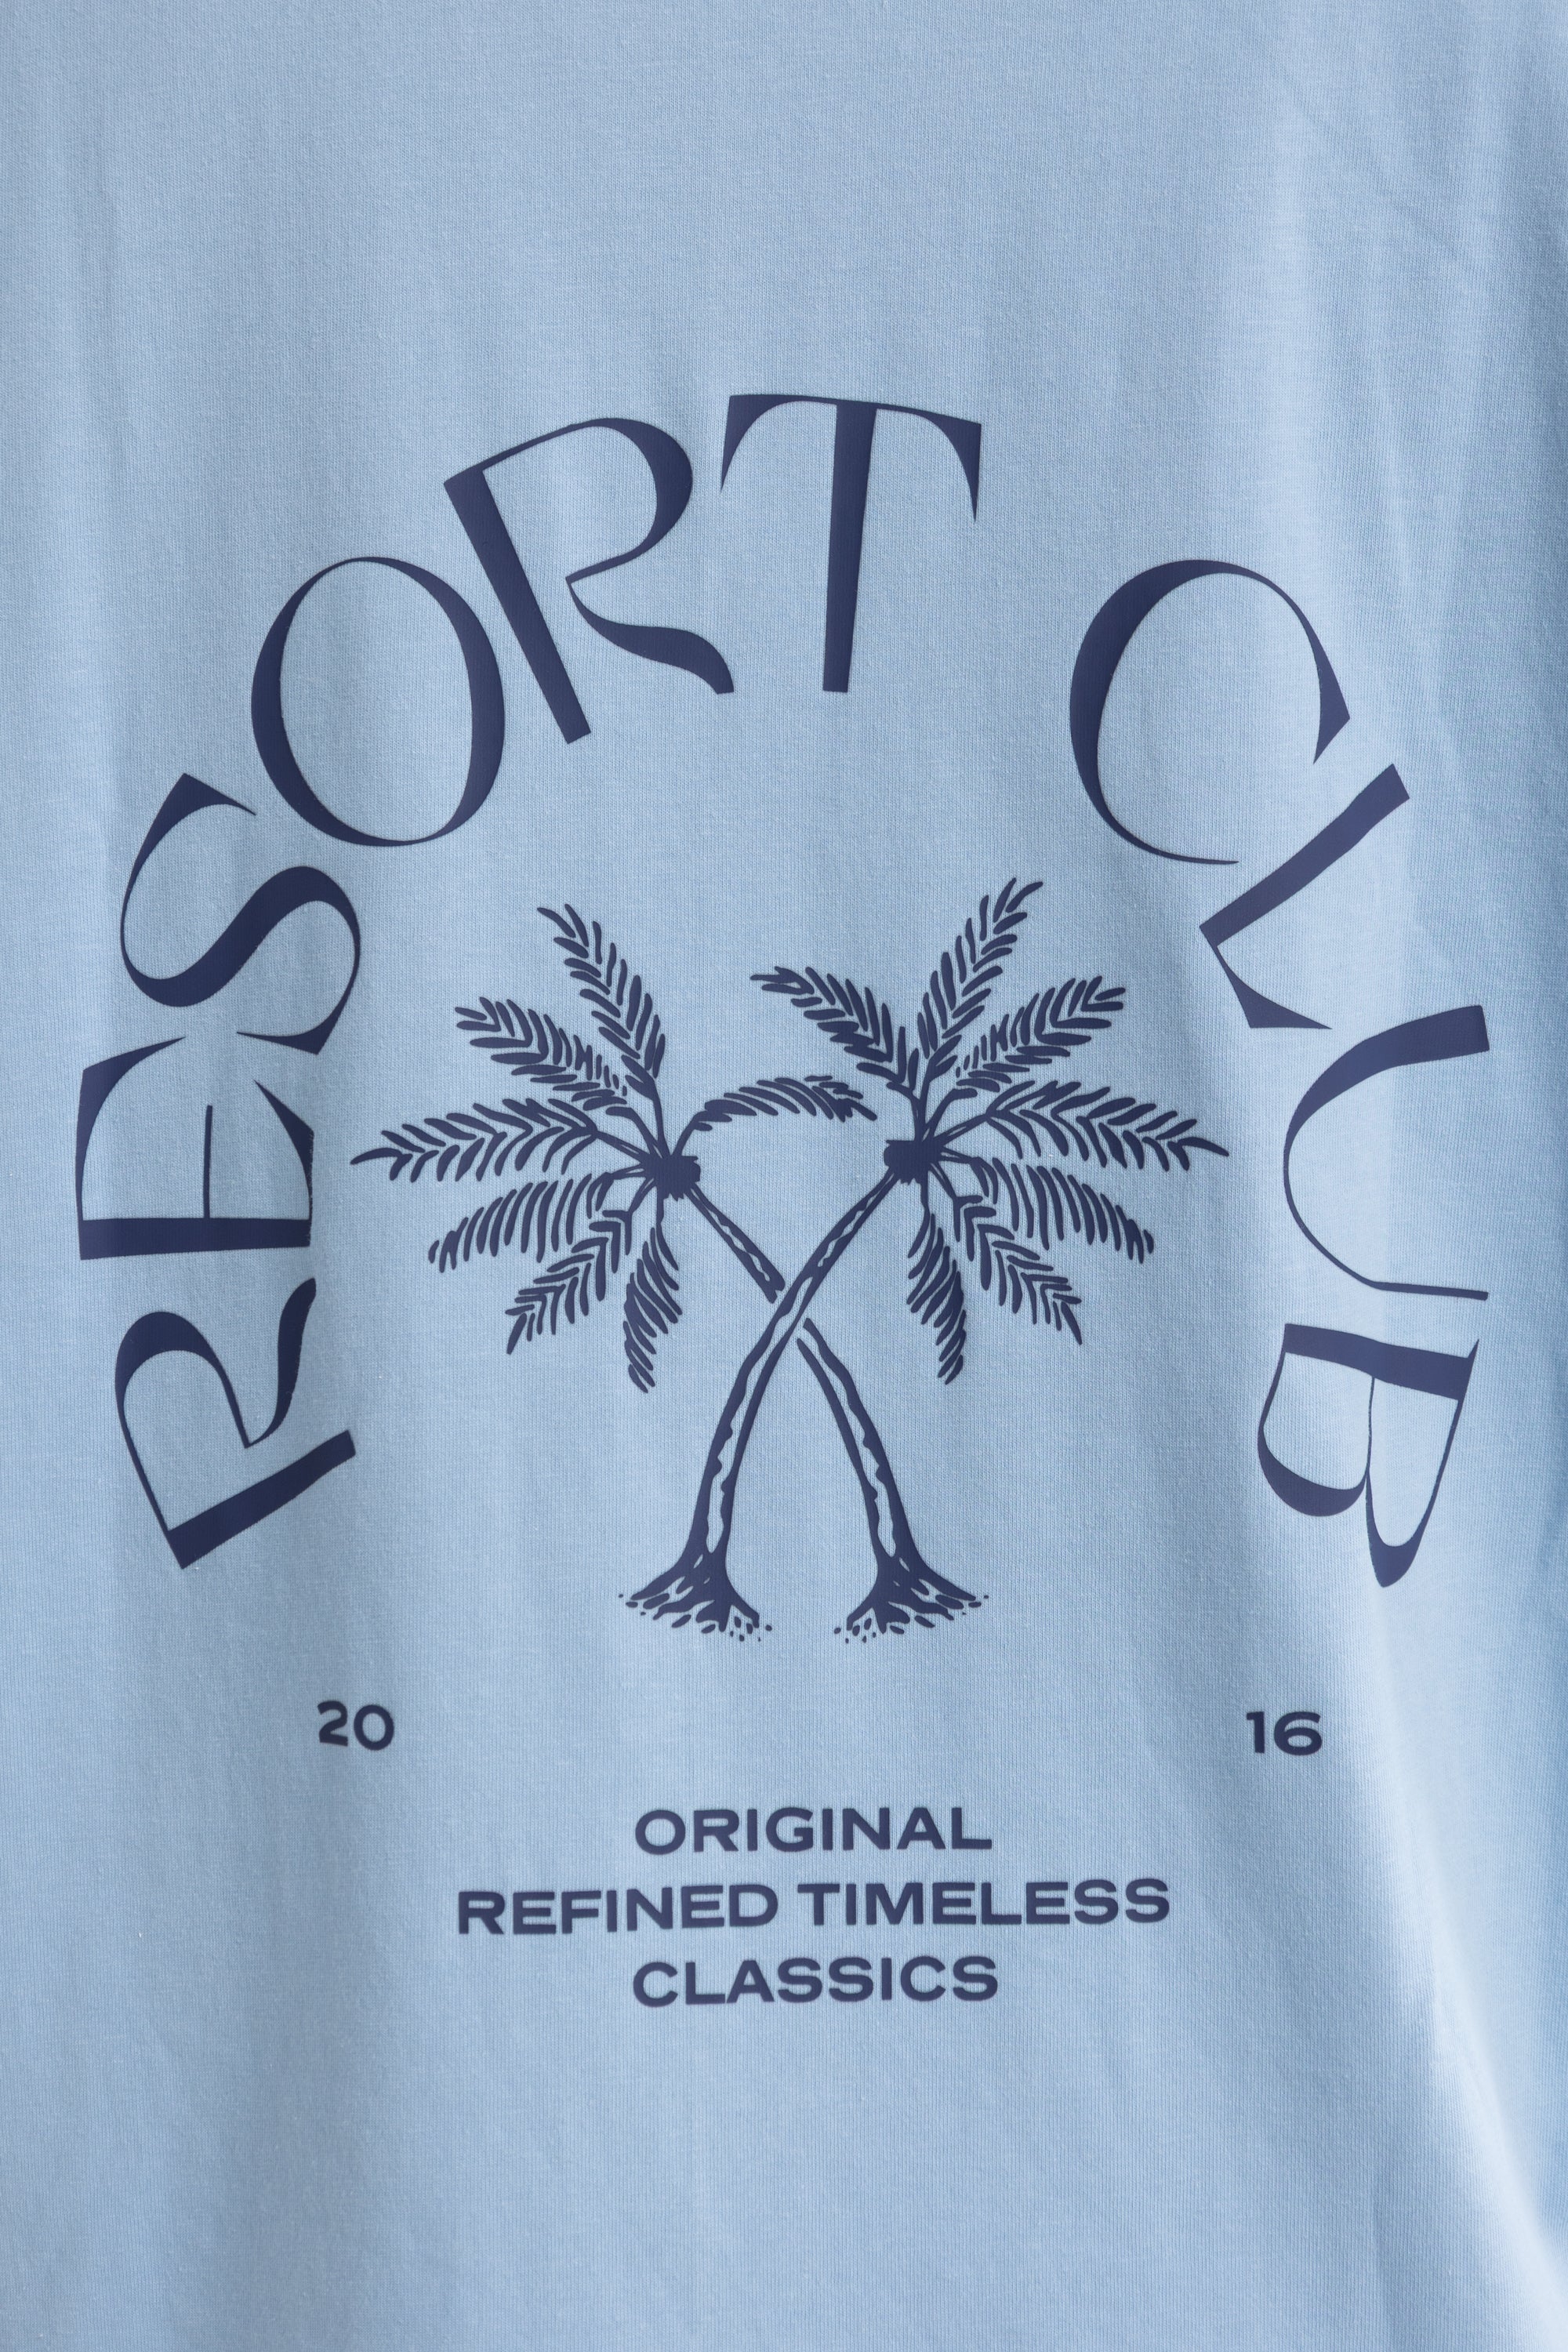 RESORT CLUB
20 16
ORIGINAL
REFINED TIMELESS
CLASSICS